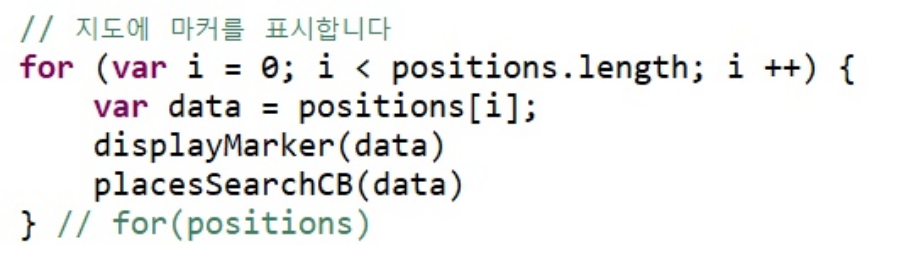 // 지도에 마커를 표시합니다
for (var i = 0; i < positions.length; i ++) {
    var data = positions[i];
    displayMarker(data)
    placesSearchCB(data)
} // for(positions)